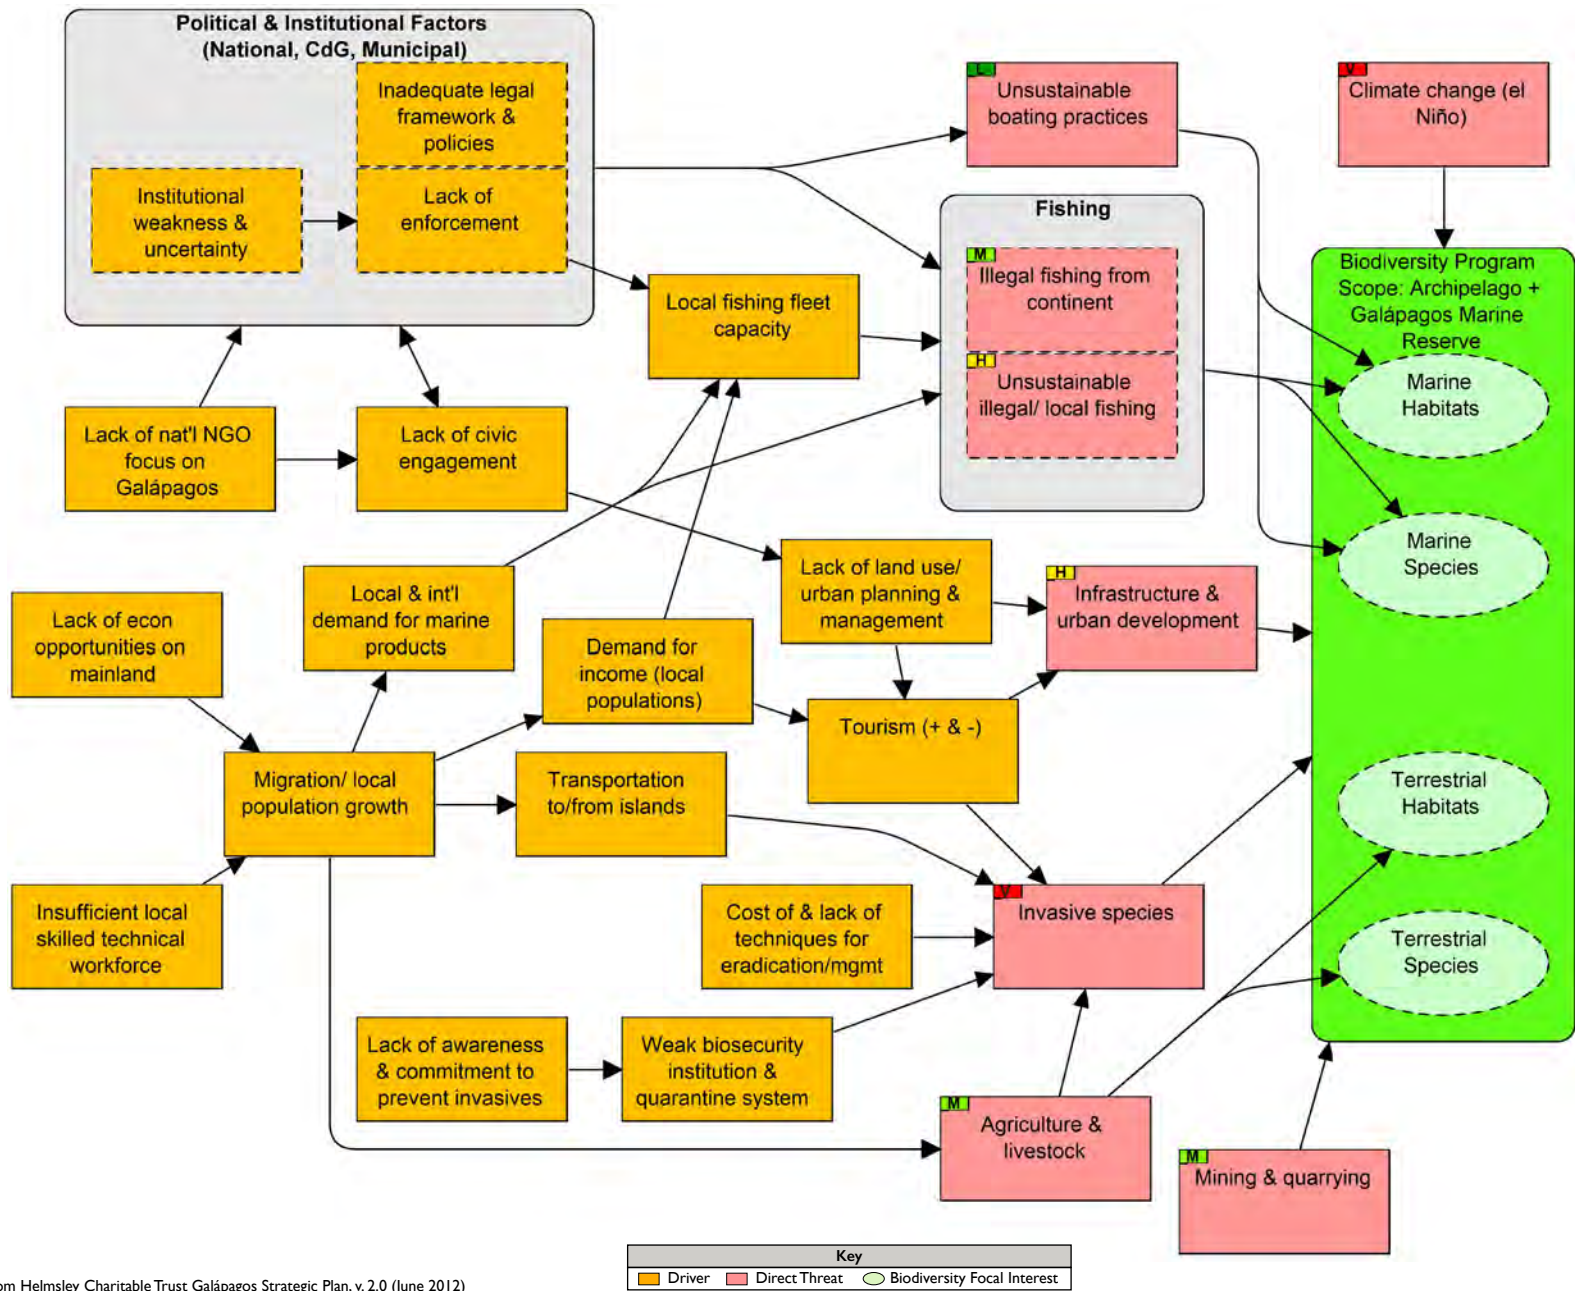 Political & Institutional Factors
(National, CdG, Municipal)
Inadequate legal
framework &
policies
Institutional
weakness &
uncertainty
Lack of
enforcement
L
Unsustainable
boating practices
V
Climate change (el
Niño)
Fishing
M
Illegal fishing from
continent
H
Unsustainable
illegal/ local fishing
Local fishing fleet
capacity
Biodiversity Program
Scope: Archipelago +
Galápagos Marine
Reserve
Marine
Habitats
Marine
Species
Terrestrial
Habitats
Terrestrial
Species
Lack of nat'l NGO
focus on
Galápagos
Lack of civic
engagement
Lack of econ
opportunities on
mainland
Local & int'l
demand for marine
products
Demand for
income (local
populations)
Lack of land use/
urban planning &
management
H
Infrastructure &
urban development
Tourism (+ & -)
Migration/ local
population growth
Transportation
to/from islands
Insufficient local
skilled technical
workforce
Cost of & lack of
techniques for
eradication/mgmt
V
Invasive species
Lack of awareness
& commitment to
prevent invasives
Weak biosecurity
institution &
quarantine system
M
Agriculture &
livestock
M
Mining & quarrying
Key
Driver
Direct Threat
Biodiversity Focal Interest
om Helmsley Charitable Trust Galápagos Strategic Plan, v. 2.0 (June 2012)